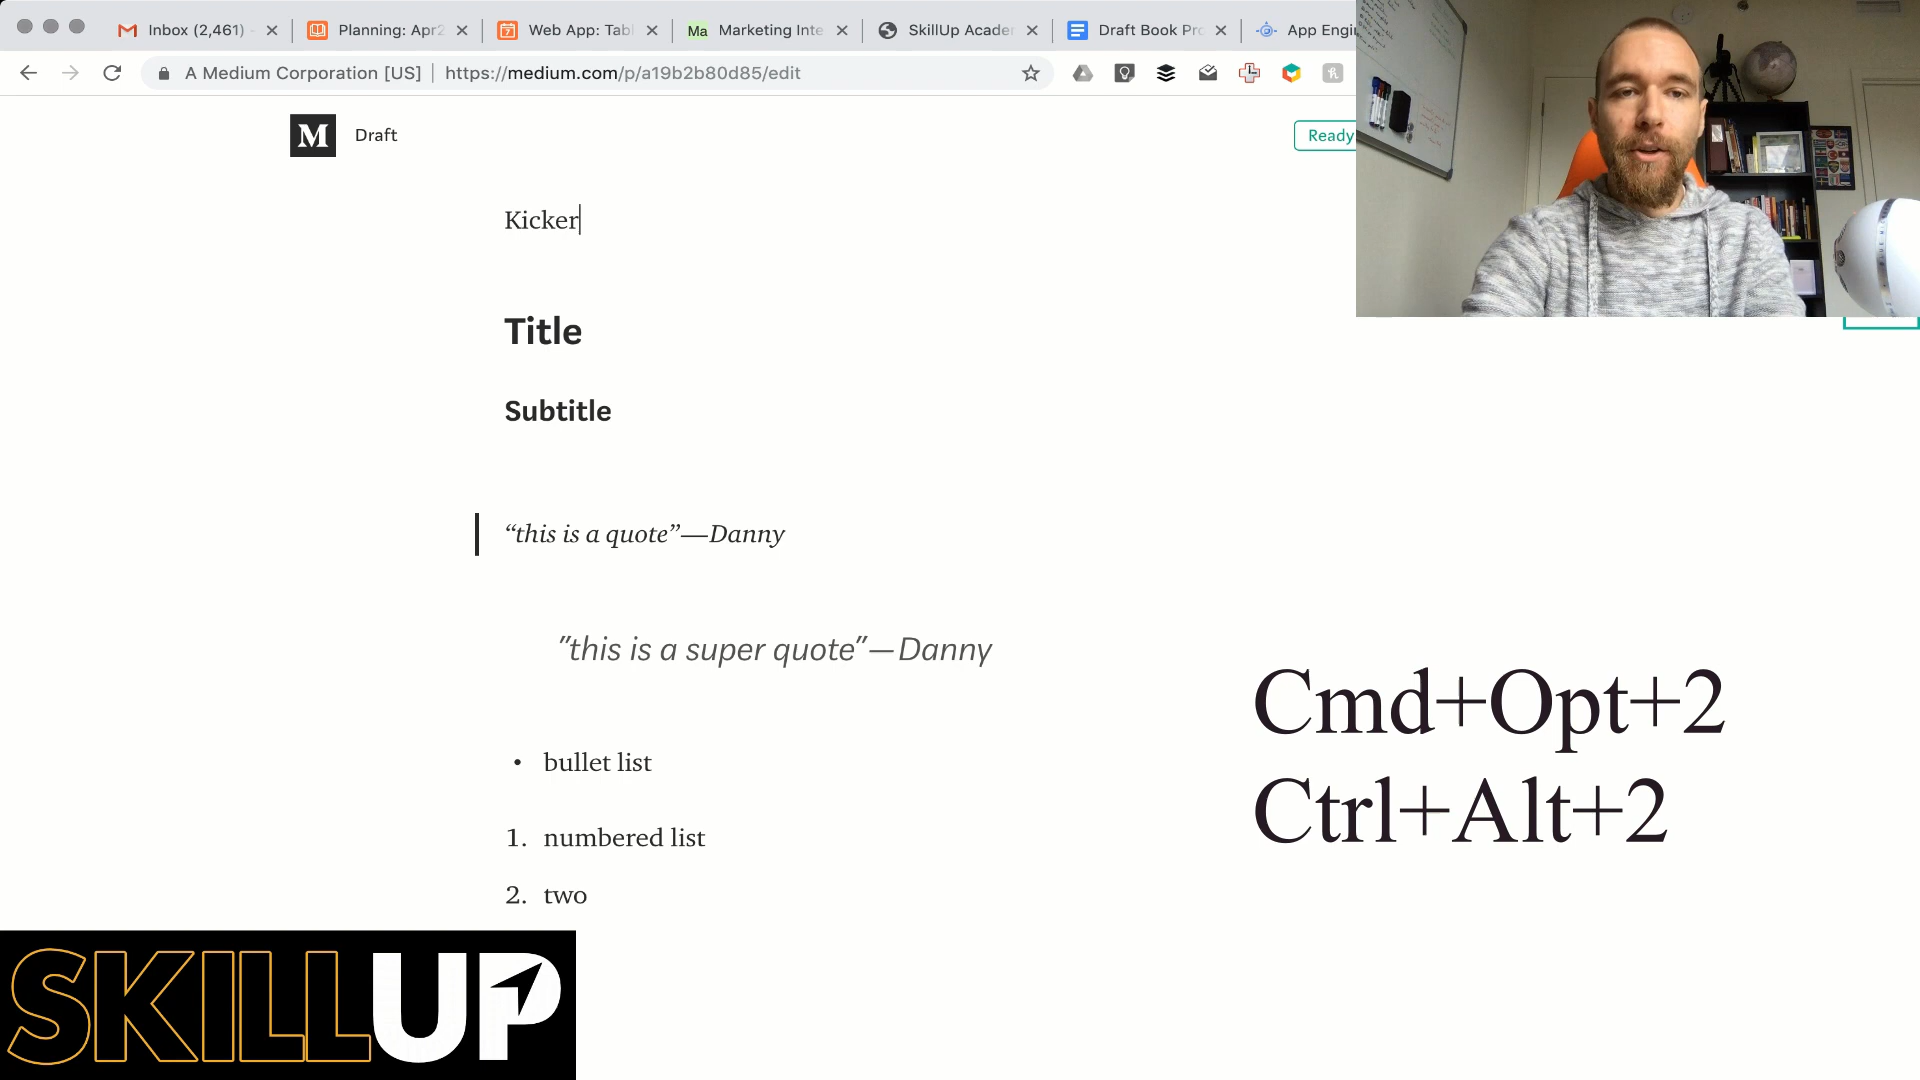 Inbox (2,461) -
Planning: Apr2
Web App: Tabl
Ma
Marketing Inte
SkillUp Acader
Draft Book Pro
App Engi
A Medium Corporation [US]
https://medium.com/p/a19b2b80d85/edit
M
Draft
Ready
Kicker
Title
Subtitle
“this is a quote”—Danny
"this is a super quote"—Danny
• bullet list
1. numbered list
2. two
Cmd+Opt+2
Ctrl+Alt+2
SKILLUP